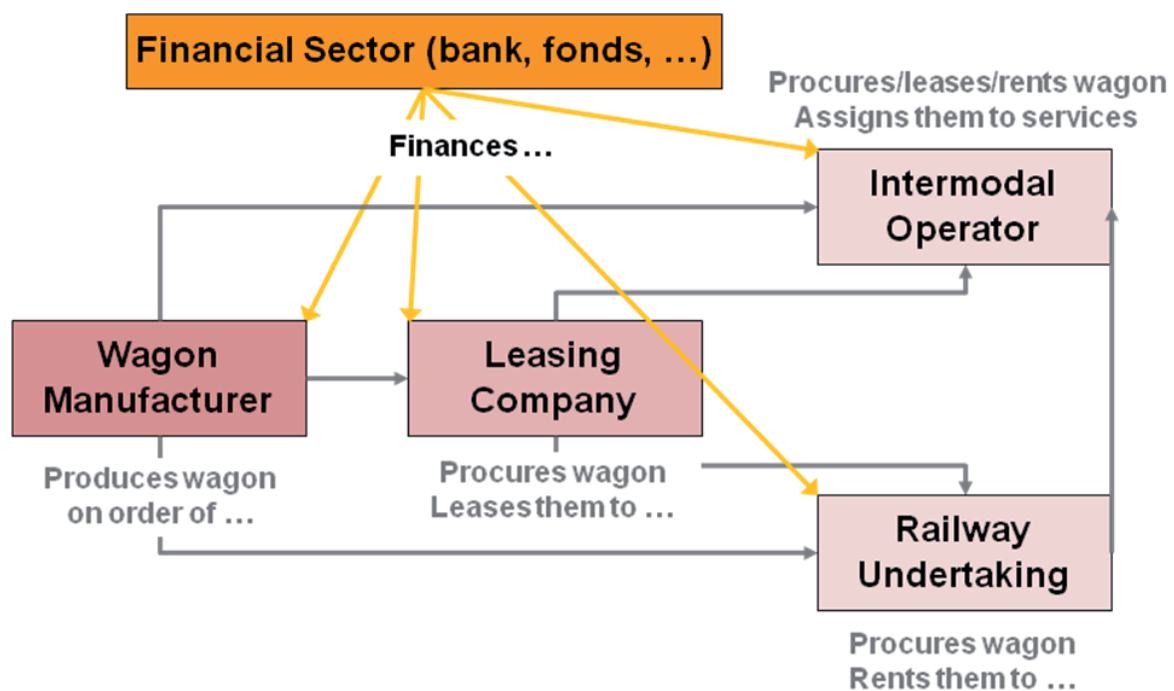 Financial Sector (bank, fonds, …)
Procures/leases/rents wagon
Assigns them to services
Finances …
Intermodal
Operator
Wagon
Manufacturer
Leasing
Company
Produces wagon
on order of …
Procures wagon
Leases them to …
Railway
Undertaking
Procures wagon
Rents them to …